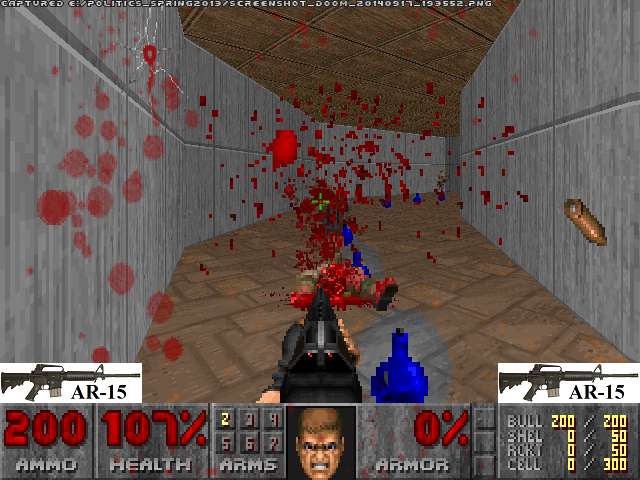 CAPTURED E:/POLITICS_SPRING2013/SCREENSHOT_DOOM_20140917_193552.PNG
AR-15
AR-15
200 107% 2 3 4 0% BULL 200 / 200
5 6 7 SHEL 0 / 50
RCKT 0 / 50
AMMO HEALTH ARMS ARMOR CELL 0 / 300